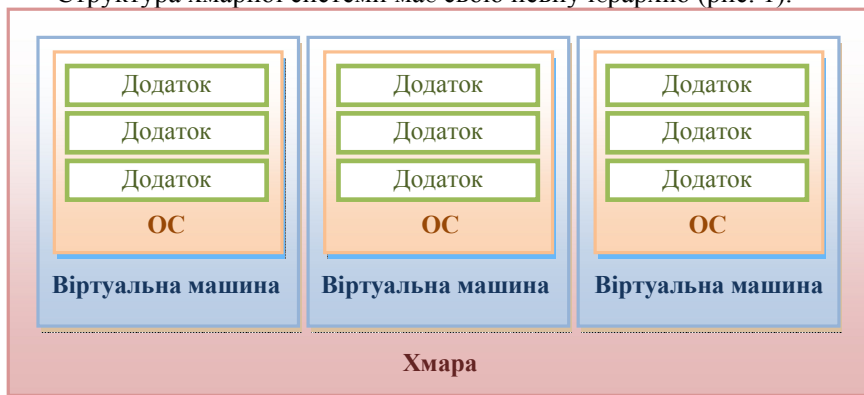 Структура хмарної системи має свою певну ієрархію (рис. 1).
Додаток Додаток Додаток
Додаток Додаток Додаток
Додаток Додаток Додаток
ОС ОС ОС
Віртуальна машина Віртуальна машина Віртуальна машина
Хмара